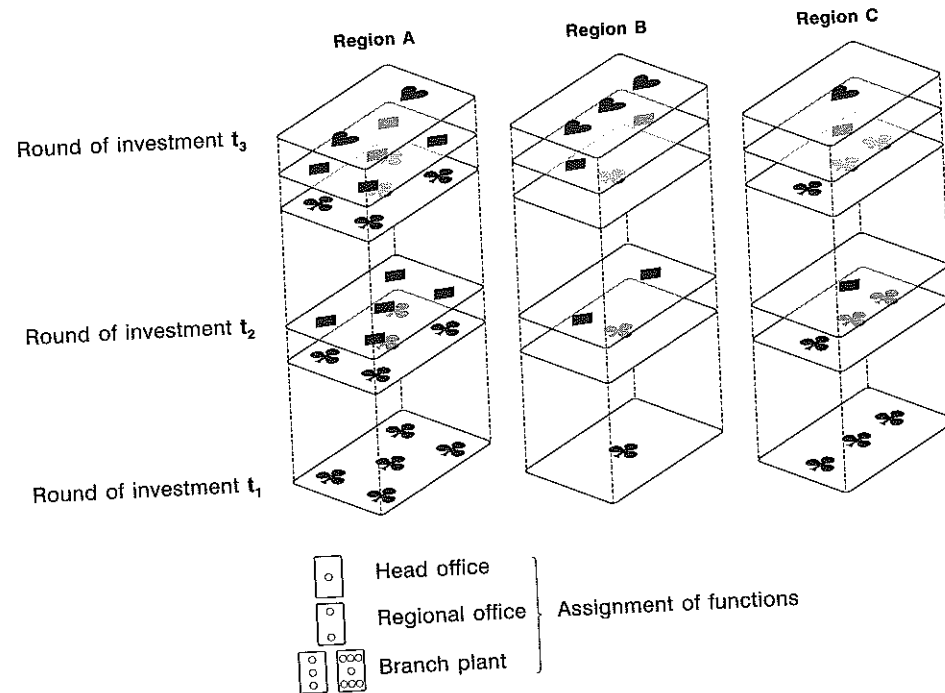 Region A
Region B
Region C
Round of investment t₃
Round of investment t₂
Round of investment t₁
Head office
Regional office
Branch plant
Assignment of functions